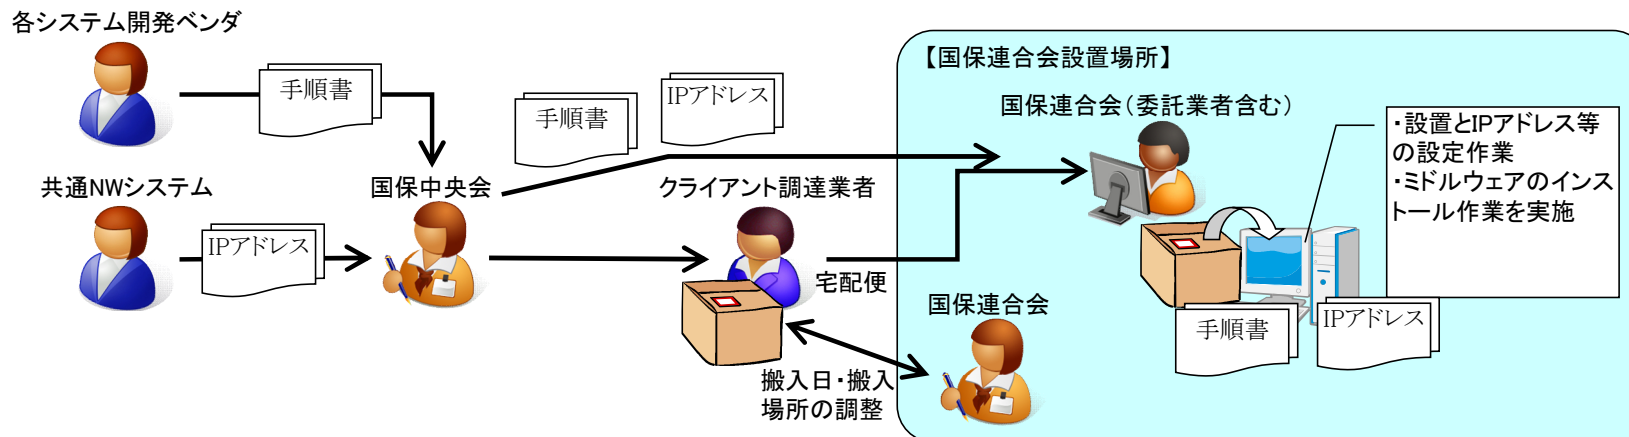 各システム開発ベンダ
手順書
共通NWシステム
IPアドレス
国保中央会
手順書
IPアドレス
クライアント調達業者
宅配便
搬入日・搬入
場所の調整
【国保連合会設置場所】
国保連合会（委託業者含む）
・設置とIPアドレス等
の設定作業
・ミドルウェアのインス
トール作業を実施
国保連合会
手順書
IPアドレス